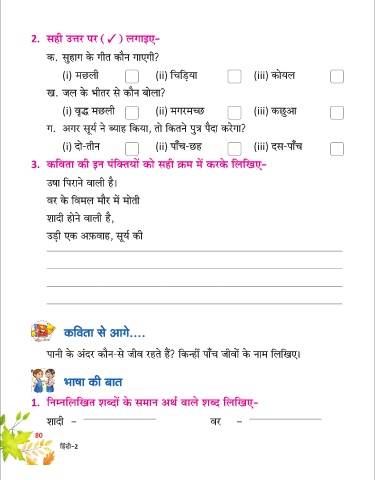 2. सही उत्तर पर ( ✓ ) लगाइए–
क. सुहाग के गीत कौन गाएगी?
(i) मछली (ii) चिड़िया (iii) कोयल
ख. जल के भीतर से कौन बोला?
(i) वृद्ध मछली (ii) मगरमच्छ (iii) कछुआ
ग. अगर सूर्य ने ब्याह किया, तो कितने पुत्र पैदा करेगा?
(i) दो-तीन (ii) पाँच-छह (iii) दस-पाँच
3. कविता की इन पंक्तियों को सही क्रम में करके लिखिए–
उषा पिराने वाली है।
वर के विमल मौर में मोती
शादी होने वाली है,
उड़ी एक अफ़वाह, सूर्य की
कविता से आगे....
पानी के अंदर कौन-से जीव रहते हैं? किन्हीं पाँच जीवों के नाम लिखिए।
भाषा की बात
1. निम्नलिखित शब्दों के समान अर्थ वाले शब्द लिखिए–
शादी – वर –
80
हिंदी-2